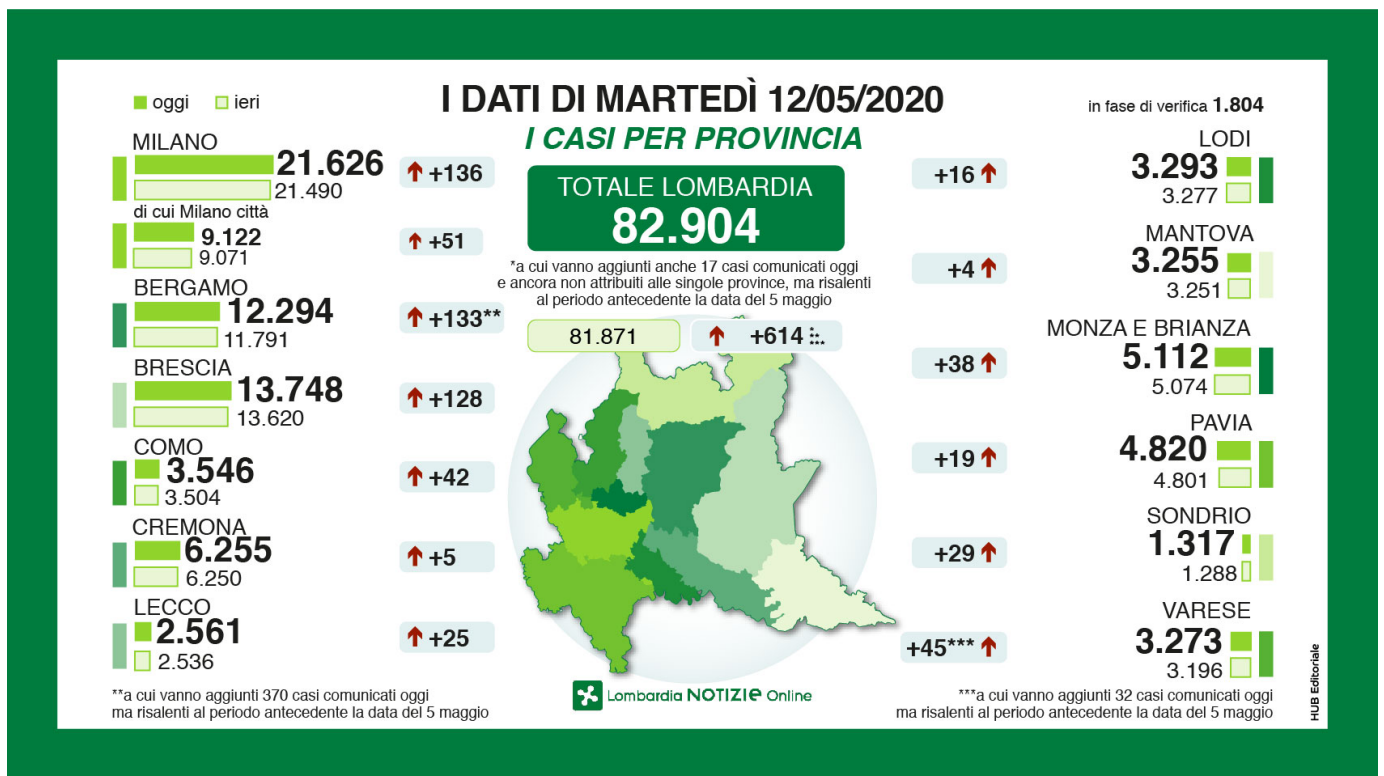 I DATI DI MARTEDÌ 12/05/2020
I CASI PER PROVINCIA
oggi ieri
in fase di verifica 1.804
TOTALE LOMBARDIA
82.904
*a cui vanno aggiunti anche 17 casi comunicati oggi
e ancora non attribuiti alle singole province, ma risalenti
al periodo antecedente la data del 5 maggio
81.871
+614
MILANO
21.626
21.490
+136
di cui Milano città
9.122
9.071
+51
BERGAMO
12.294
11.791
+133**
BRESCIA
13.748
13.620
+128
COMO
3.546
3.504
+42
CREMONA
6.255
6.250
+5
LECCO
2.561
2.536
+25
**a cui vanno aggiunti 370 casi comunicati oggi
ma risalenti al periodo antecedente la data del 5 maggio
LODI
3.293
3.277
+16
MANTOVA
3.255
3.251
+4
MONZA E BRIANZA
5.112
5.074
+38
PAVIA
4.820
4.801
+19
SONDRIO
1.317
1.288
+29
VARESE
3.273
3.196
+45***
***a cui vanno aggiunti 32 casi comunicati oggi
ma risalenti al periodo antecedente la data del 5 maggio
Lombardia NOTIZIe Online
HUB Editoriale